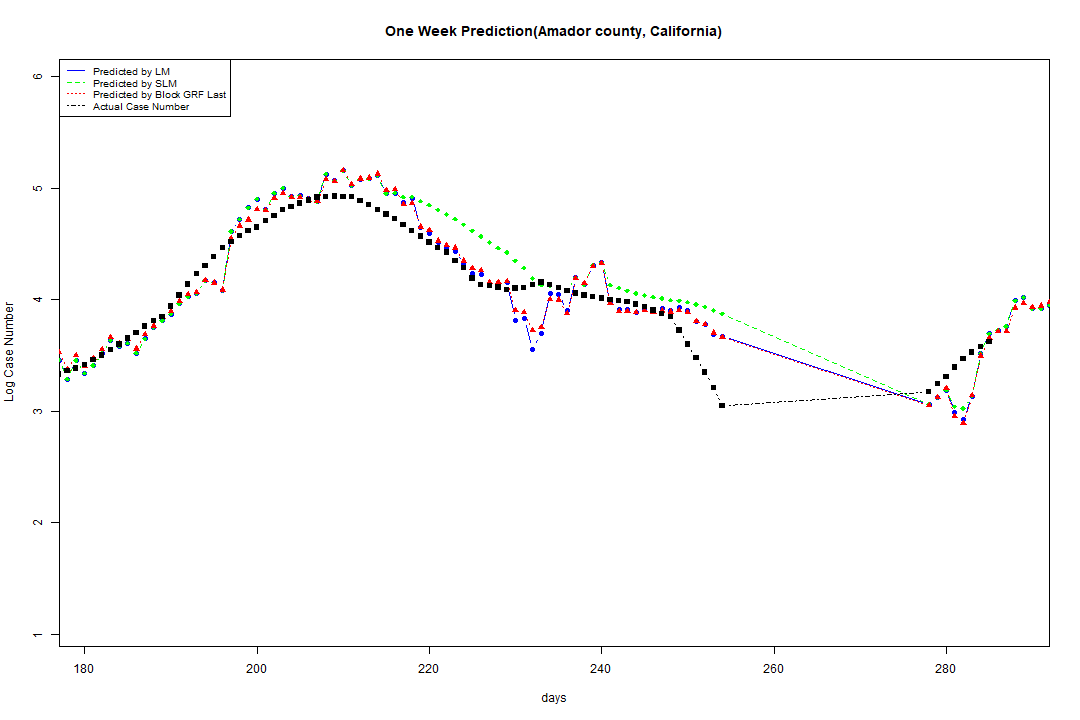 One Week Prediction(Amador county, California)
Predicted by LM
Predicted by SLM
Predicted by Block GRF Last
Actual Case Number
6
5
4
3
2
1
Log Case Number
180 200 220 240 260 280
days